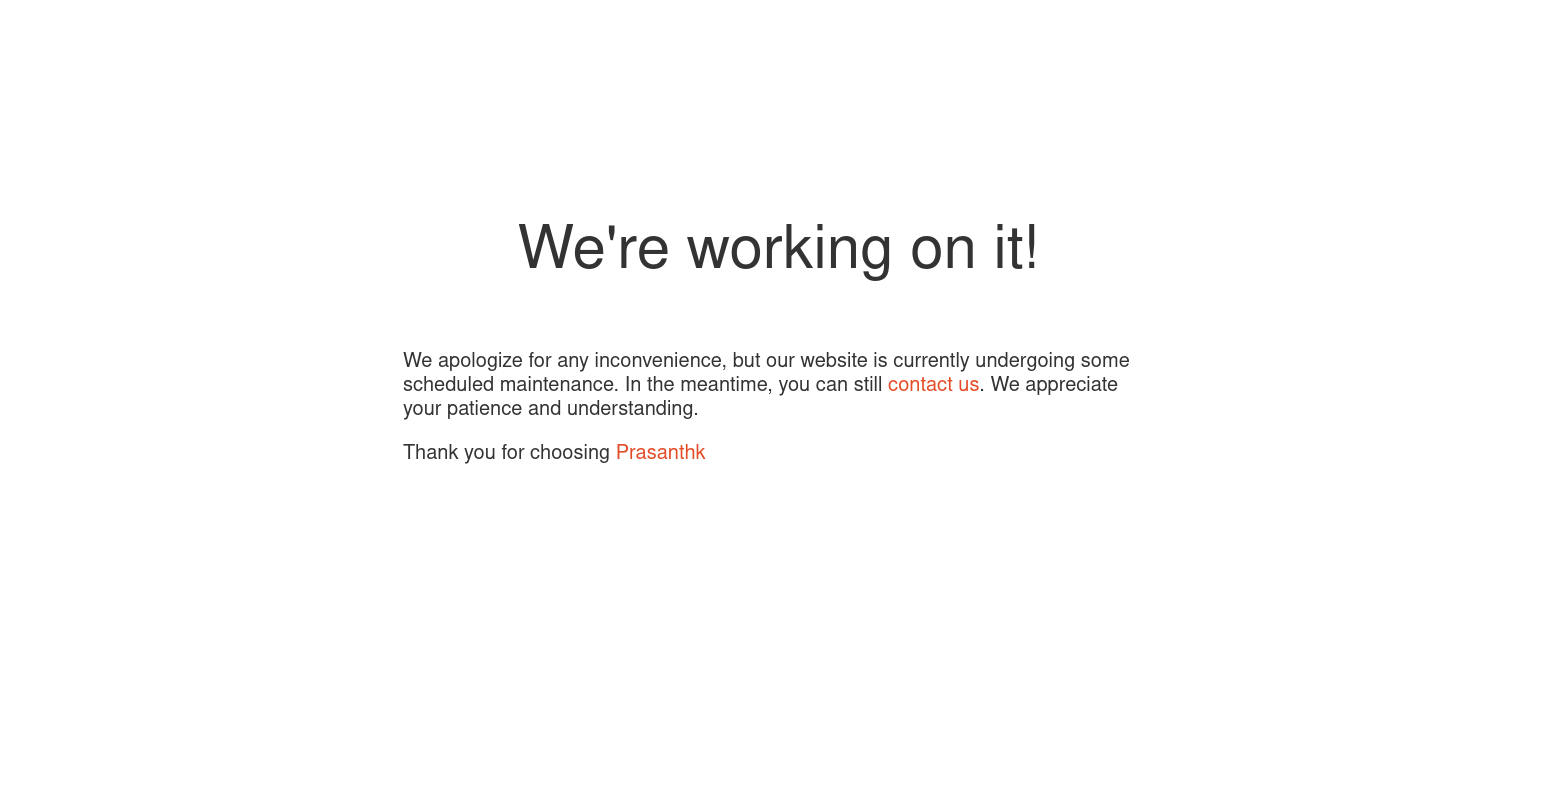 We're working on it!
We apologize for any inconvenience, but our website is currently undergoing some
scheduled maintenance. In the meantime, you can still contact us. We appreciate
your patience and understanding.
Thank you for choosing Prasanthk